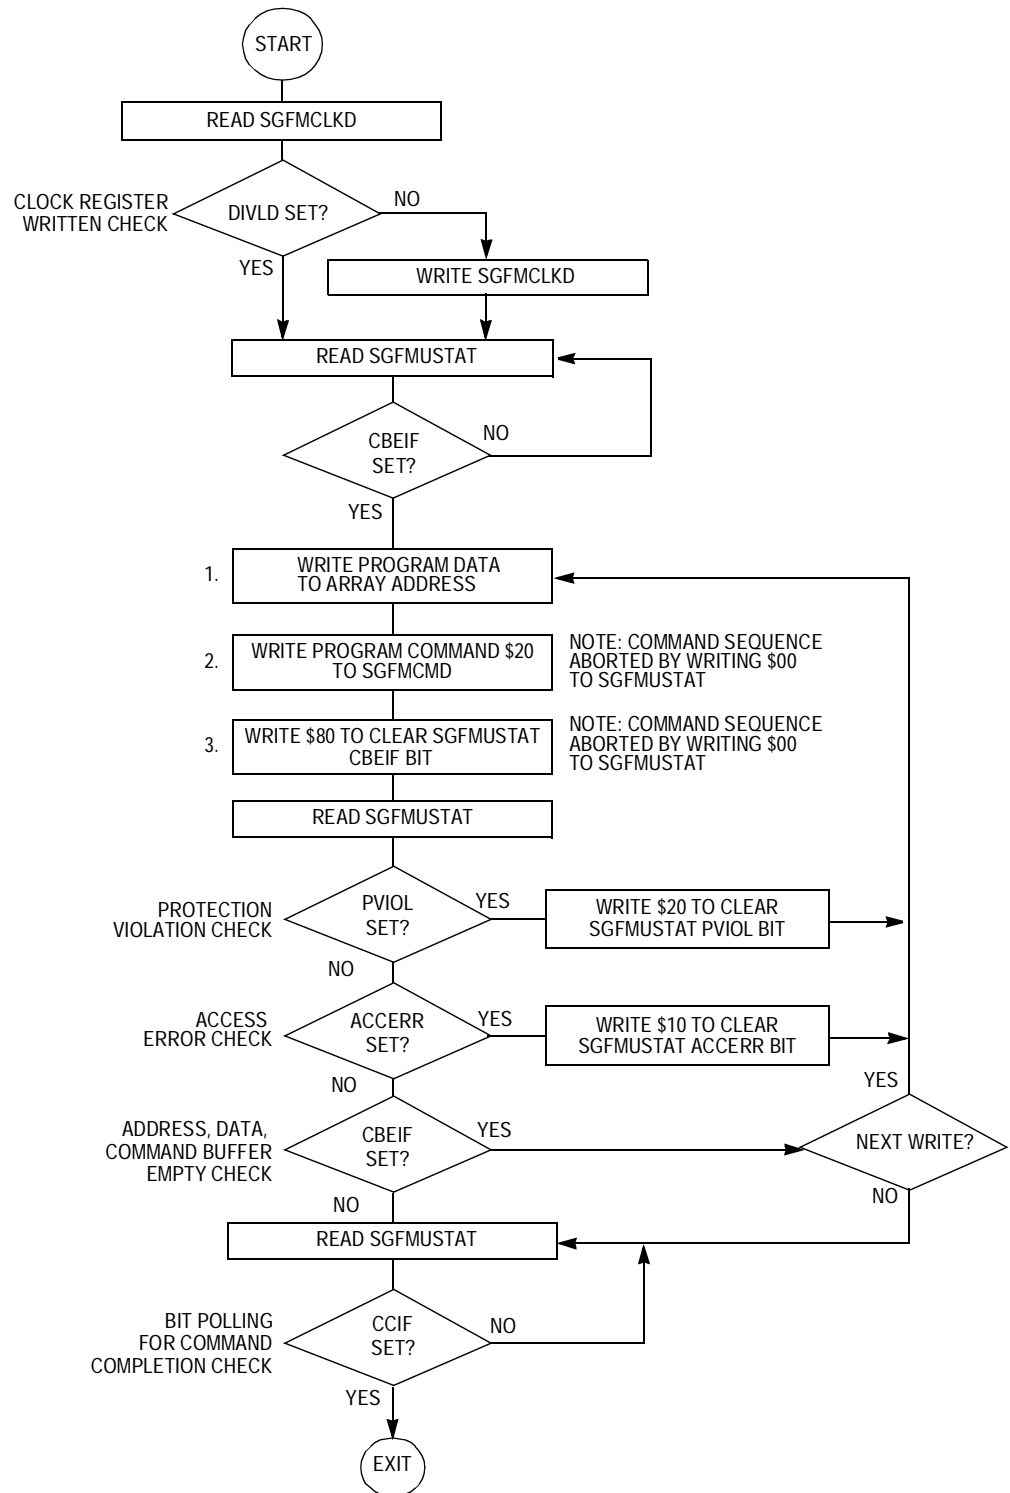 START
READ SGFMCLKD
CLOCK REGISTER
WRITTEN CHECK
DIVLD SET?
NO
YES
WRITE SGFMCLKD
READ SGFMUSTAT
CBEIF
SET?
NO
YES
1.
WRITE PROGRAM DATA
TO ARRAY ADDRESS
2.
WRITE PROGRAM COMMAND $20
TO SGFMCMD
NOTE: COMMAND SEQUENCE
ABORTED BY WRITING $00
TO SGFMUSTAT
3.
WRITE $80 TO CLEAR SGFMUSTAT
CBEIF BIT
NOTE: COMMAND SEQUENCE
ABORTED BY WRITING $00
TO SGFMUSTAT
READ SGFMUSTAT
PROTECTION
VIOLATION CHECK
PVIOL
SET?
YES
WRITE $20 TO CLEAR
SGFMUSTAT PVIOL BIT
NO
ACCESS
ERROR CHECK
ACCERR
SET?
YES
WRITE $10 TO CLEAR
SGFMUSTAT ACCERR BIT
NO
YES
ADDRESS, DATA,
COMMAND BUFFER
EMPTY CHECK
CBEIF
SET?
YES
NEXT WRITE?
NO
NO
READ SGFMUSTAT
BIT POLLING
FOR COMMAND
COMPLETION CHECK
CCIF
SET?
NO
YES
EXIT